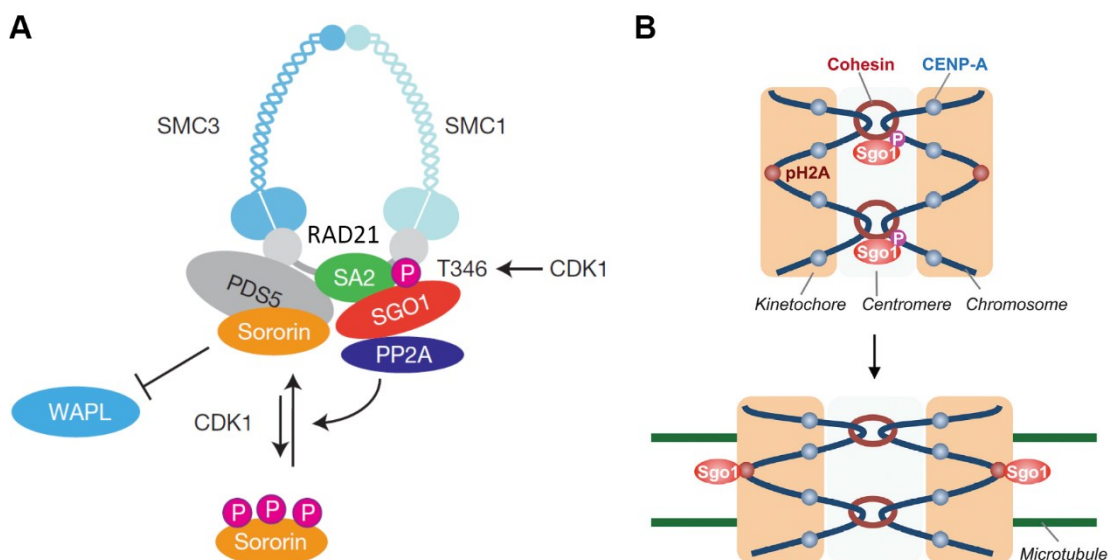 A
SMC3
SMC1
RAD21
SA2
P
T346
CDK1
PDS5
SGO1
Sororin
PP2A
WAPL
CDK1
P P P
Sororin
B
Cohesin
CENP-A
P
Sgo1
pH2A
P
Sgo1
Kinetochore
Centromere
Chromosome
Sgo1
Sgo1
Microtubule